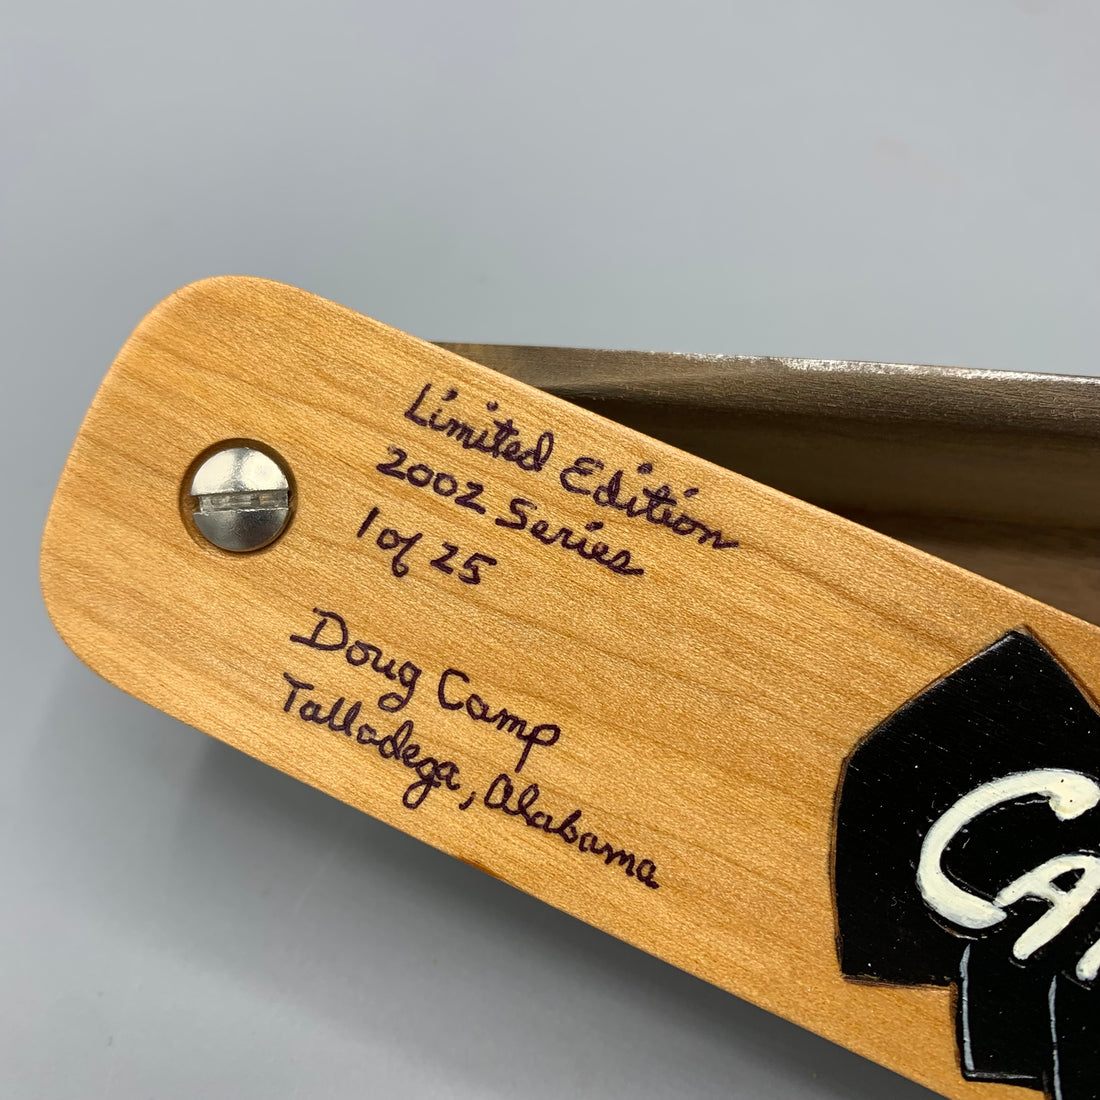 Limited Edition
2002 Series
1 of 25
Doug Camp
Talladega, Alabama